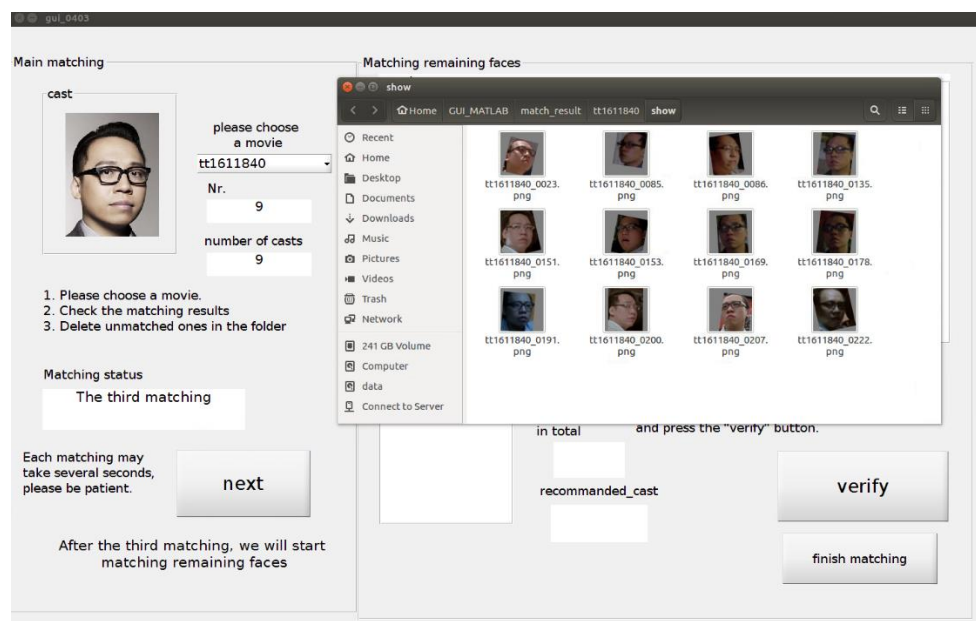 gui_0403
Main matching
cast
please choose
a movie
tt1611840
Nr.
9
number of casts
9
1. Please choose a movie.
2. Check the matching results
3. Delete unmatched ones in the folder
Matching status
The third matching
Each matching may
take several seconds,
please be patient.
next
After the third matching, we will start
matching remaining faces
Matching remaining faces
show
Home GUI_MATLAB match_result tt1611840 show
Recent
Home
Desktop
Documents
Downloads
Music
Pictures
Videos
Trash
Network
241 GB Volume
Computer
data
Connect to Server
tt1611840_0023.
png
tt1611840_0085.
png
tt1611840_0086.
png
tt1611840_0135.
png
tt1611840_0151.
png
tt1611840_0153.
png
tt1611840_0169.
png
tt1611840_0178.
png
tt1611840_0191.
png
tt1611840_0200.
png
tt1611840_0207.
png
tt1611840_0222.
png
in total
and press the "verify" button.
recommanded_cast
verify
finish matching